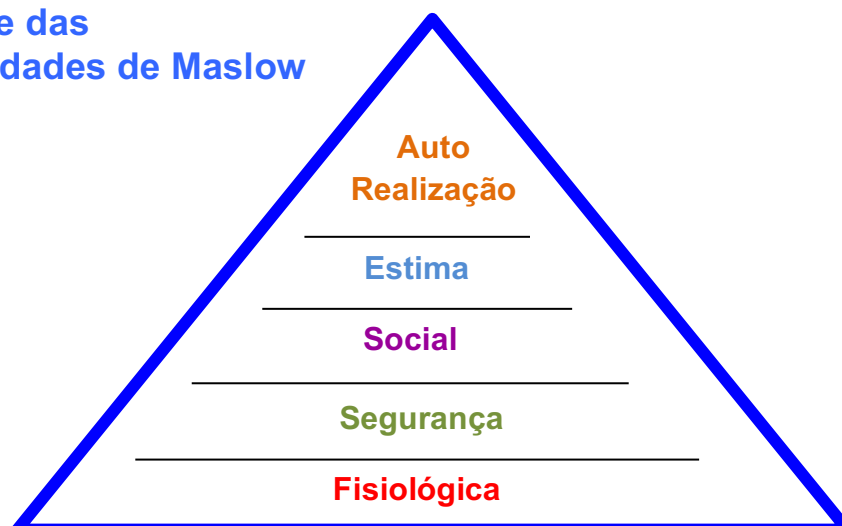 e das
dades de Maslow
Auto
Realização
Estima
Social
Segurança
Fisiológica